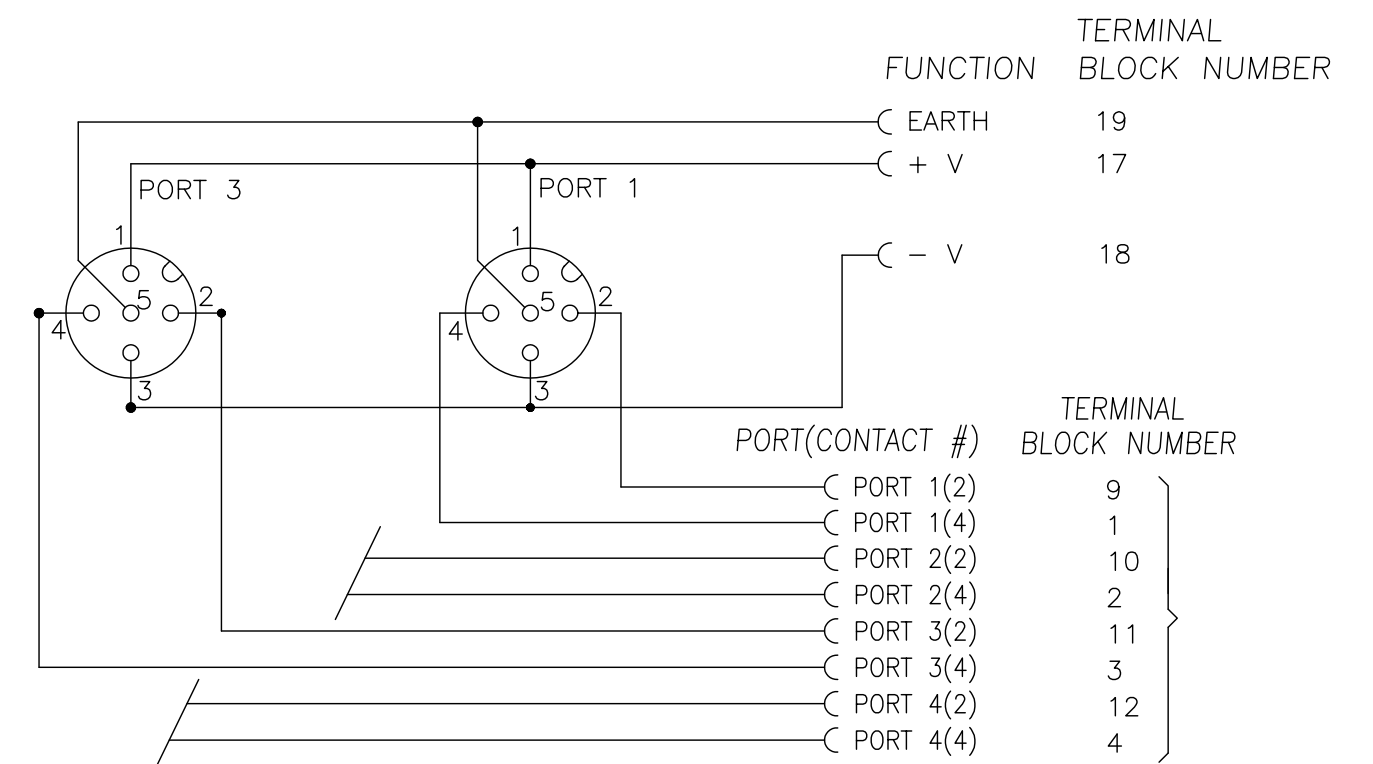 TERMINAL
FUNCTION BLOCK NUMBER
EARTH 19
+ V 17
PORT 3 PORT 1
1 1
- V 18
5 2 5 2
4 4
3 3
TERMINAL
PORT(CONTACT #) BLOCK NUMBER
PORT 1(2) 9
PORT 1(4) 1
PORT 2(2) 10
PORT 2(4) 2
PORT 3(2) 11
PORT 3(4) 3
PORT 4(2) 12
PORT 4(4) 4